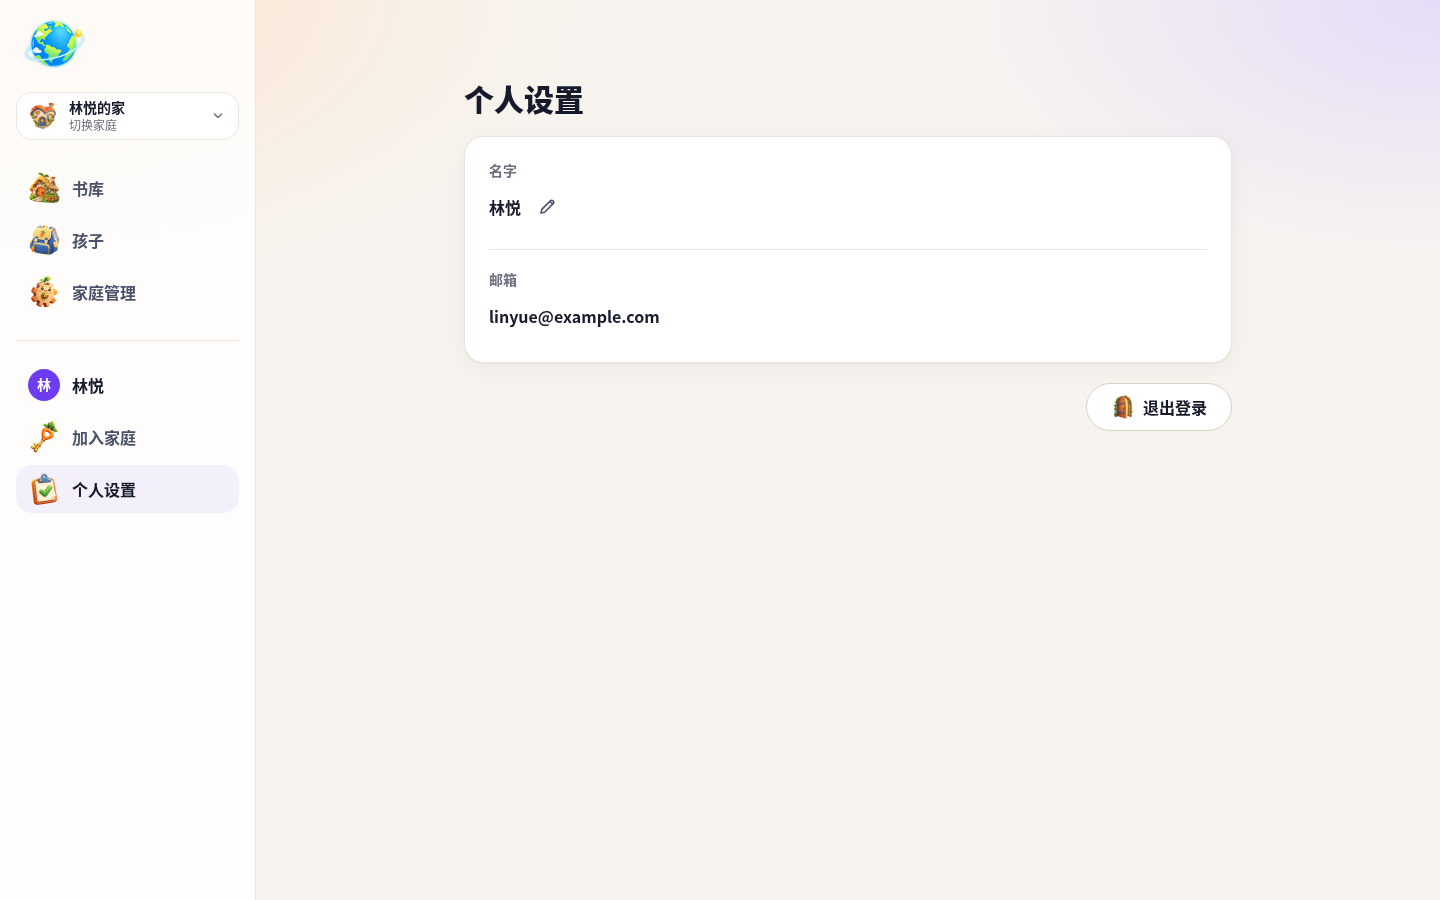 林悦的家
切换家庭
书库
孩子
家庭管理
林 林悦
加入家庭
个人设置
个人设置
名字
林悦
邮箱
linyue@example.com
退出登录